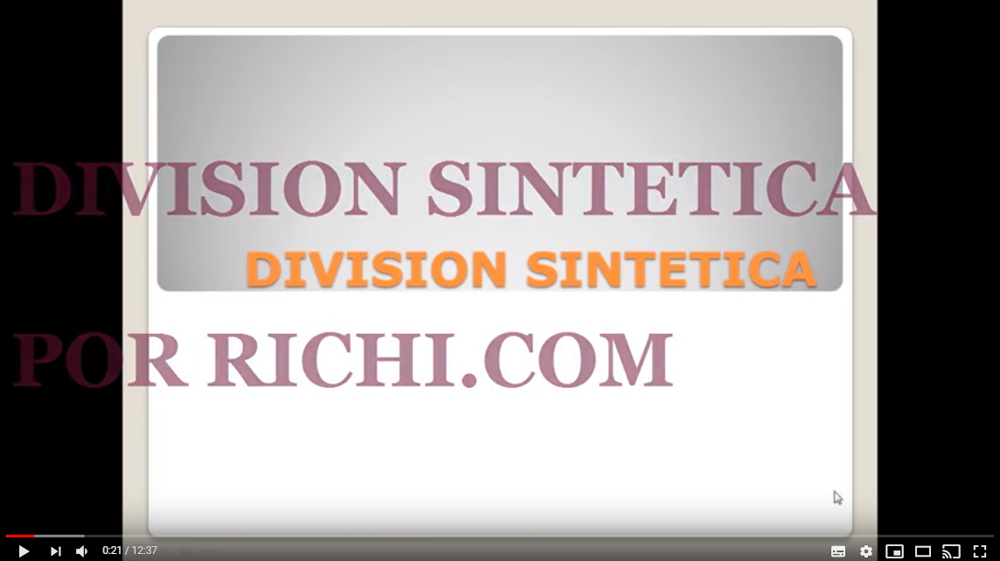 DIVISION SINTETICA
DIVISION SINTETICA
POR RICHI.COM
0:21 / 12:37